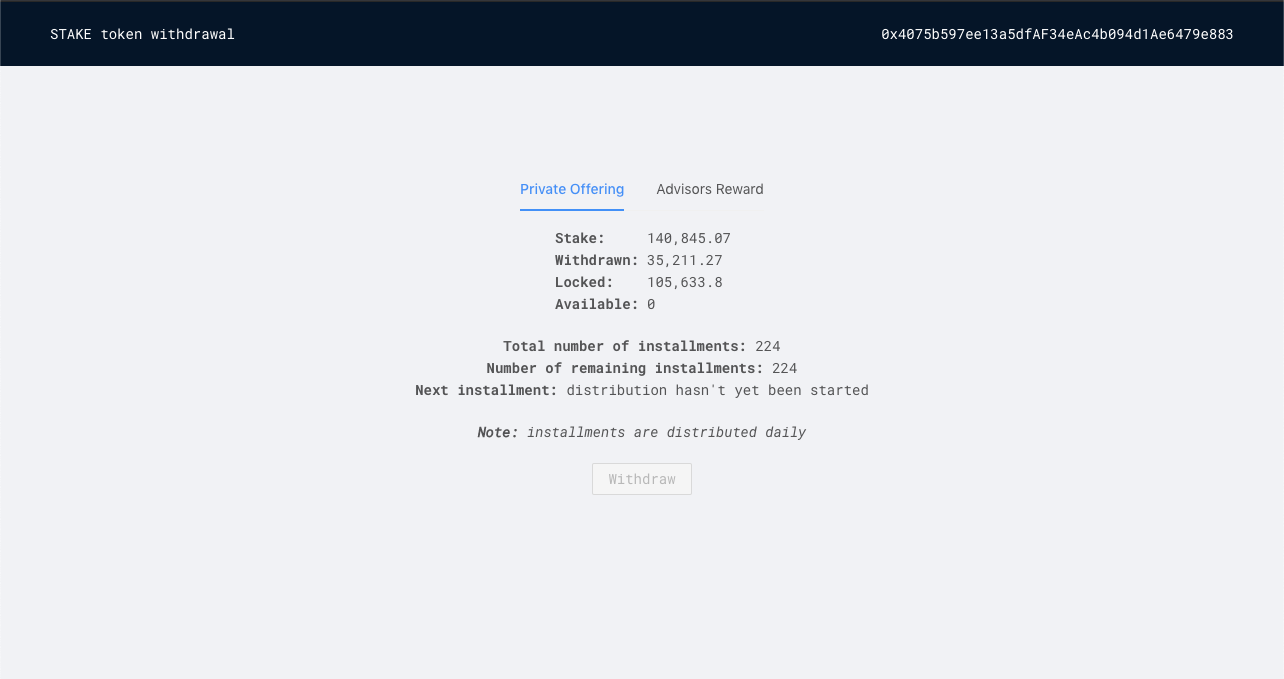 STAKE token withdrawal
0x4075b597ee13a5dfAF34eAc4b094d1Ae6479e883
Private Offering
Advisors Reward
Stake: 140,845.07
Withdrawn: 35,211.27
Locked: 105,633.8
Available: 0
Total number of installments: 224
Number of remaining installments: 224
Next installment: distribution hasn't yet been started
Note: installments are distributed daily
Withdraw